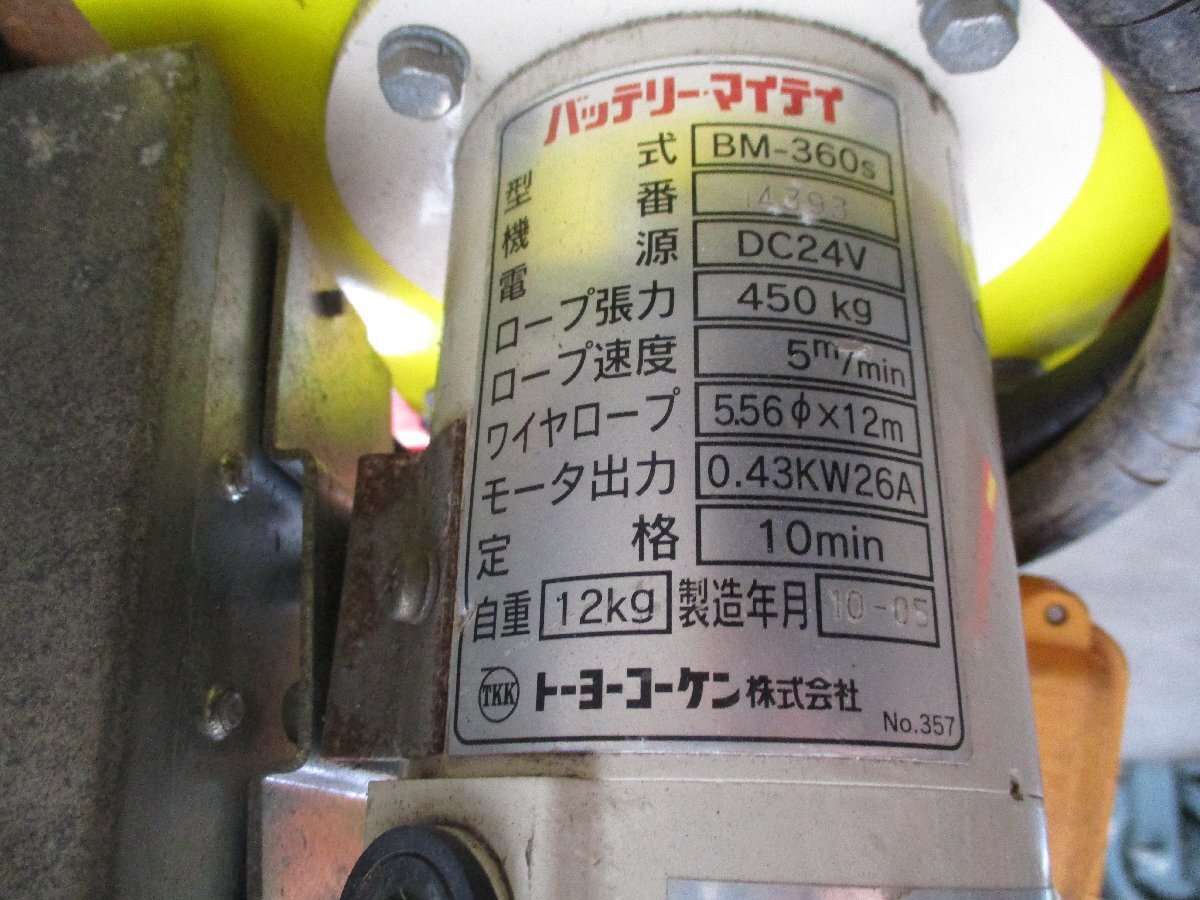 バッテリー・マイティ
型式 BM-360s
機番 14393
電源 DC24V
ロープ張力 450kg
ロープ速度 5m/min
ワイヤロープ 5.56φ×12m
モータ出力 0.43KW26A
定格 10min
自重 12kg 製造年月 10-05
TKK トーヨーコーケン株式会社
No.357